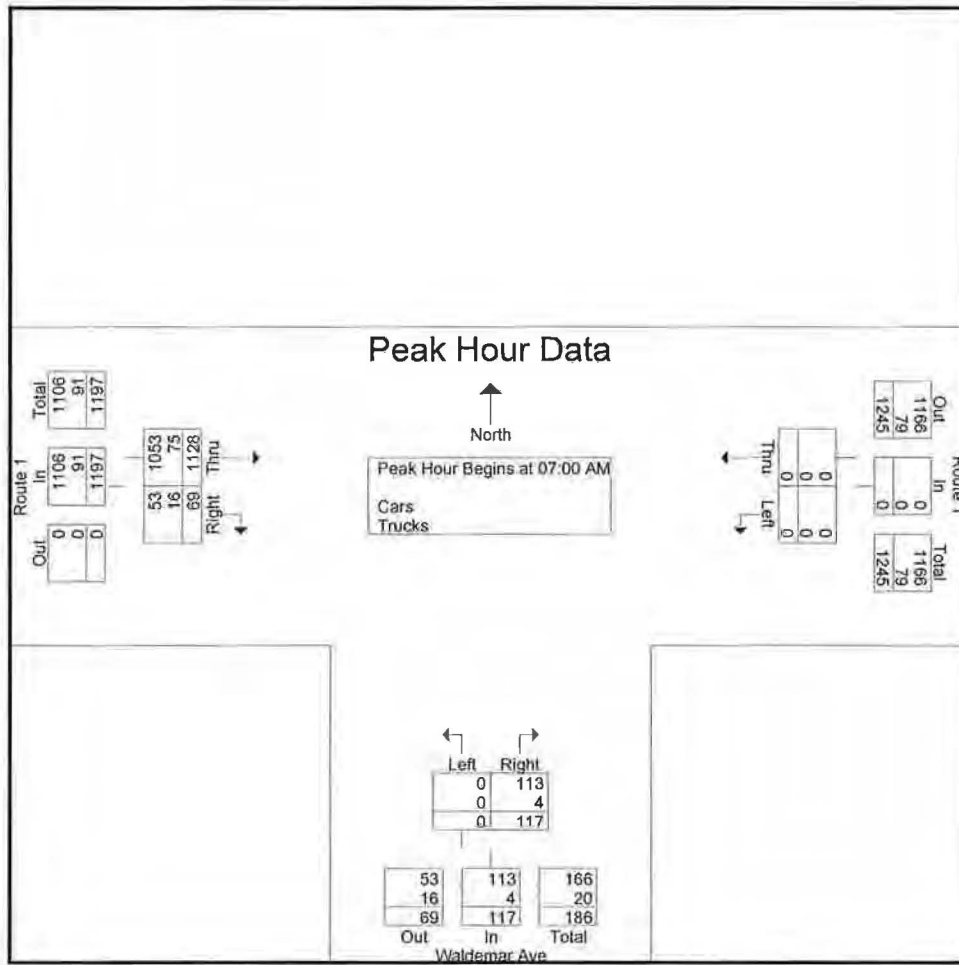 Peak Hour Data
North
Peak Hour Begins at 07:00 AM
Cars
Trucks
Route 1
Total
1106
91
1197
In
1106
91
1197
Out
0
0
0
Thru
1053
75
1128
Right
53
16
69
Out
1166
79
1245
In
0
0
0
Total
1166
79
1245
Thru
0
0
0
Left
0
0
0
Left Right
0 113
0 4
0 117
53 113 166
16 4 20
69 117 186
Out In Total
Waldemar Ave